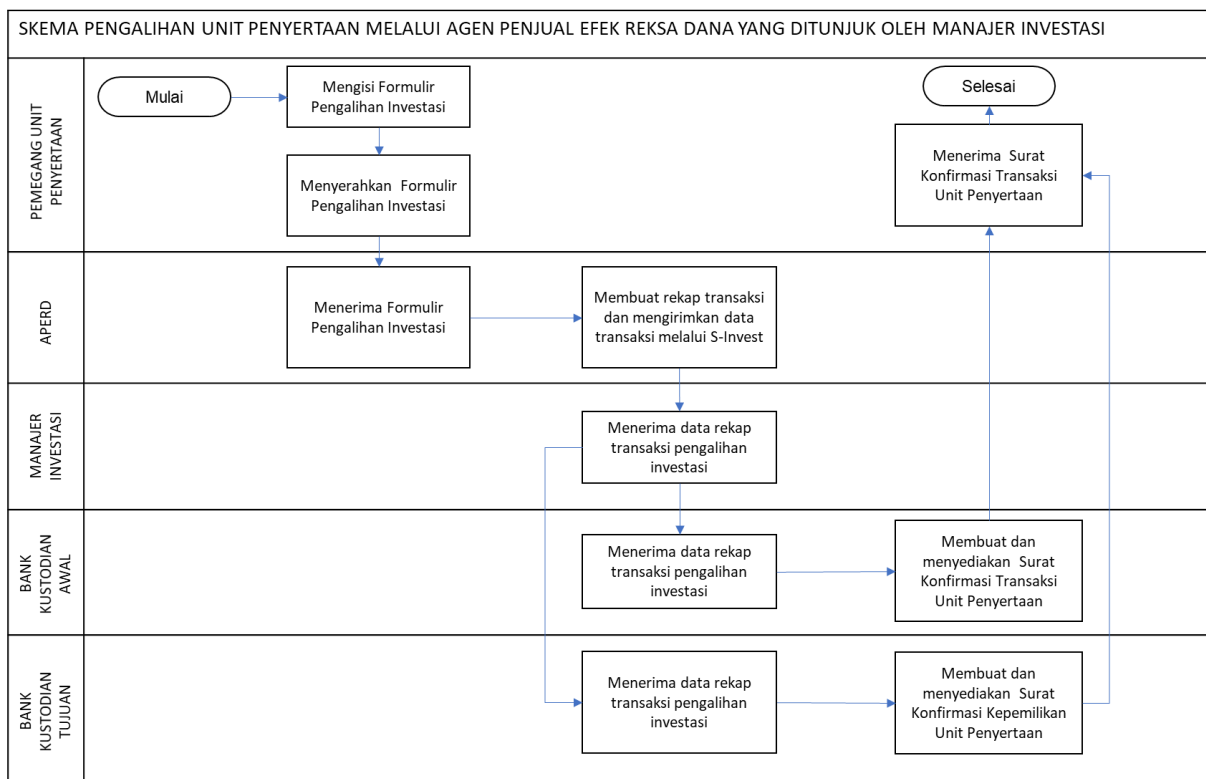 SKEMA PENGALIHAN UNIT PENYERTAAN MELALUI AGEN PENJUAL EFEK REKSA DANA YANG DITUNJUK OLEH MANAJER INVESTASI
PEMEGANG UNIT
PENYERTAAN
Mulai
Mengisi Formulir
Pengalihan Investasi
Menyerahkan Formulir
Pengalihan Investasi
Selesai
Menerima Surat
Konfirmasi Transaksi
Unit Penyertaan
APERD
Menerima Formulir
Pengalihan Investasi
Membuat rekap transaksi
dan mengirimkan data
transaksi melalui S-Invest
MANAJER
INVESTASI
Menerima data rekap
transaksi pengalihan
investasi
BANK
KUSTODIAN
AWAL
Menerima data rekap
transaksi pengalihan
investasi
Membuat dan
menyediakan Surat
Konfirmasi Transaksi
Unit Penyertaan
BANK
KUSTODIAN
TUJUAN
Menerima data rekap
transaksi pengalihan
investasi
Membuat dan
menyediakan Surat
Konfirmasi Kepemilikan
Unit Penyertaan